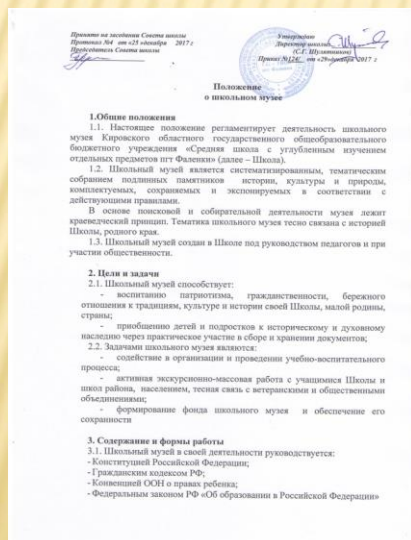 Принято на заседании Совета школы
Протокол №4 от «25 »декабря 2017 г
Председатель Совета школы
Утверждаю
Директор школы
(С.Г. Шулятников)
Приказ №124/ от «29»декабря 2017 г
Положение
о школьном музее
1.Общие положения
1.1. Настоящее положение регламентирует деятельность школьного
музея Кировского областного государственного общеобразовательного
бюджетного учреждения «Средняя школа с углубленным изучением
отдельных предметов пгт Фаленки» (далее – Школа).
1.2. Школьный музей является систематизированным, тематическим
собранием подлинных памятников истории, культуры и природы,
комплектуемых, сохраняемых и экспонируемых в соответствии с
действующими правилами.
В основе поисковой и собирательной деятельности музея лежит
краеведческий принцип. Тематика школьного музея тесно связана с историей
Школы, родного края.
1.3. Школьный музей создан в Школе под руководством педагогов и при
участии общественности.
2. Цели и задачи
2.1. Школьный музей способствует:
- воспитанию патриотизма, гражданственности, бережного
отношения к традициям, культуре и истории своей Школы, малой родины,
страны;
- приобщению детей и подростков к историческому и духовному
наследию через практическое участие в сборе и хранении документов;
2.2. Задачами школьного музея являются:
- содействие в организации и проведении учебно-воспитательного
процесса;
- активная экскурсионно-массовая работа с учащимися Школы и
школ района, населением, тесная связь с ветеранскими и общественными
объединениями;
- формирование фонда школьного музея и обеспечение его
сохранности
3. Содержание и формы работы
3.1. Школьный музей в своей деятельности руководствуется:
- Конституцией Российской Федерации;
- Гражданским кодексом РФ;
- Конвенцией ООН о правах ребенка;
- Федеральным законом РФ «Об образовании в Российской Федерации»